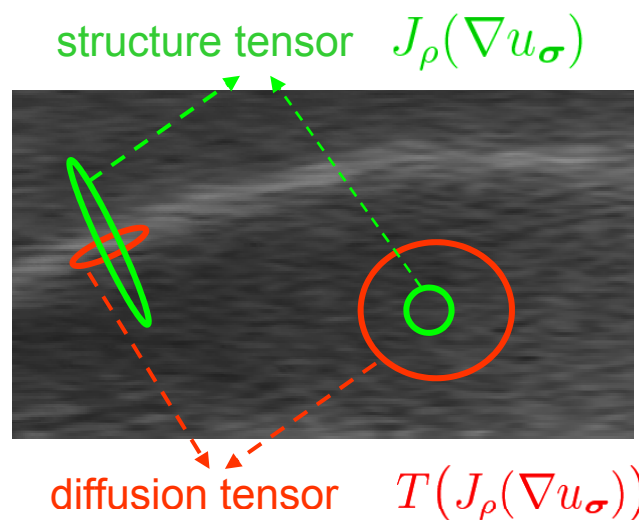 structure tensor J_ρ(∇u_σ)
diffusion tensor T(J_ρ(∇u_σ))